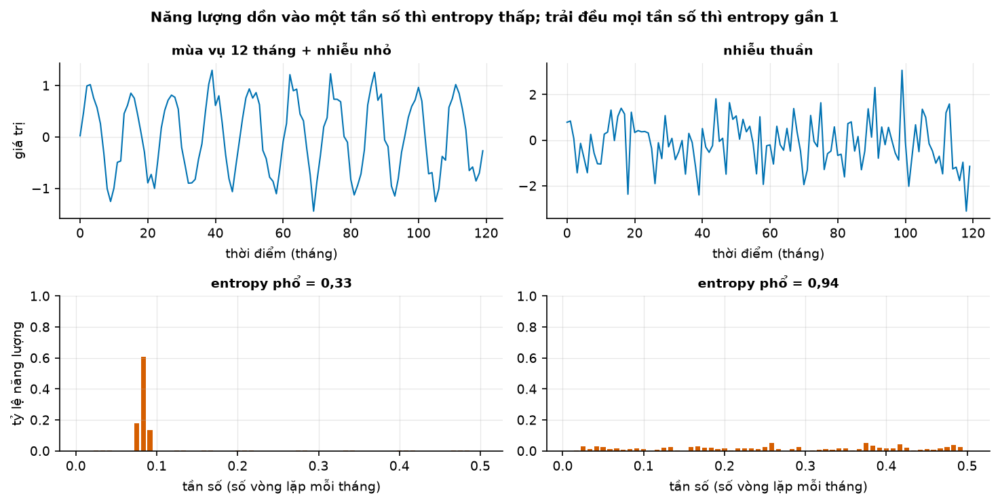 Năng lượng dồn vào một tần số thì entropy thấp; trải đều mọi tần số thì entropy gần 1
mùa vụ 12 tháng + nhiễu nhỏ
giá trị
1
0
−1
0 20 40 60 80 100 120
thời điểm (tháng)
nhiễu thuần
2
0
−2
0 20 40 60 80 100 120
thời điểm (tháng)
entropy phổ = 0,33
tỷ lệ năng lượng
1.0
0.8
0.6
0.4
0.2
0.0
0.0 0.1 0.2 0.3 0.4 0.5
tần số (số vòng lặp mỗi tháng)
entropy phổ = 0,94
1.0
0.8
0.6
0.4
0.2
0.0
0.0 0.1 0.2 0.3 0.4 0.5
tần số (số vòng lặp mỗi tháng)